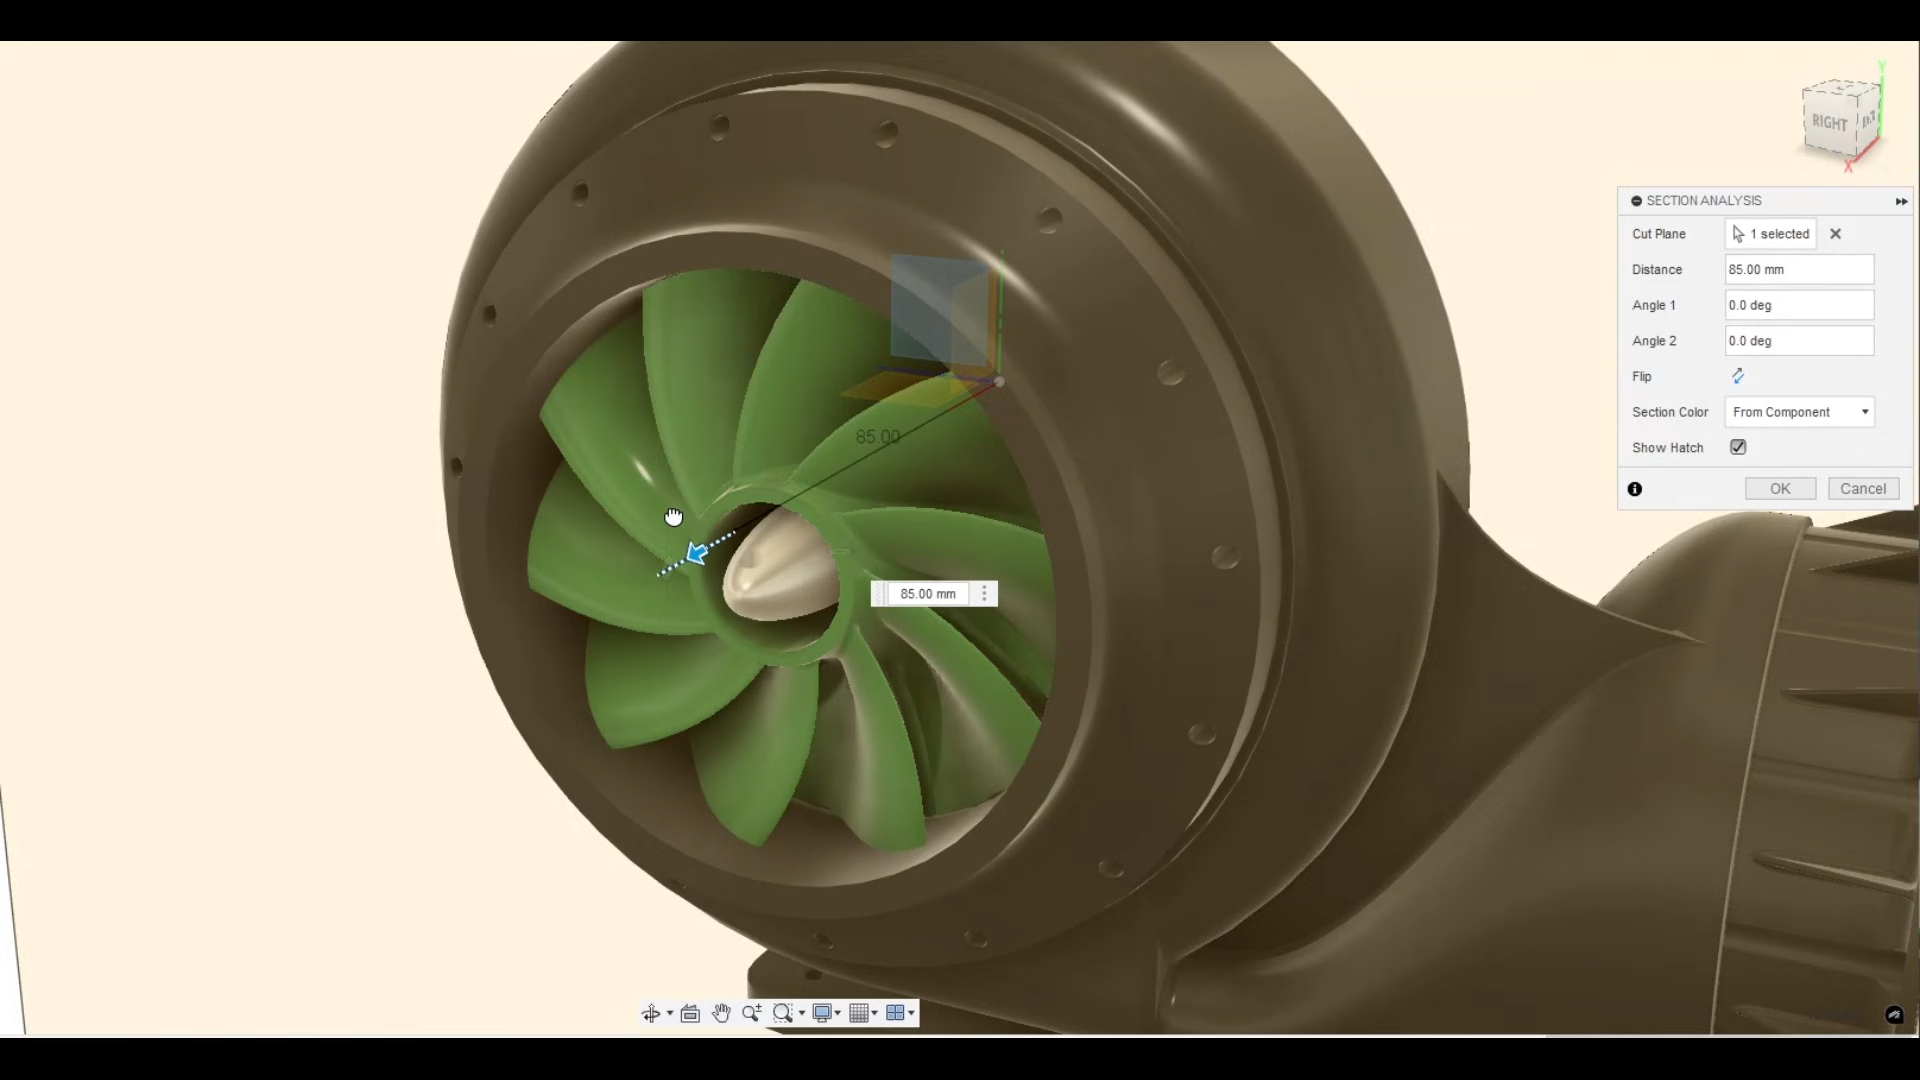 Y
RIGHT
X
SECTION ANALYSIS
Cut Plane 1 selected
Distance 85.00 mm
Angle 1 0.0 deg
Angle 2 0.0 deg
Flip
Section Color From Component
Show Hatch
OK Cancel
85.00
85.00 mm